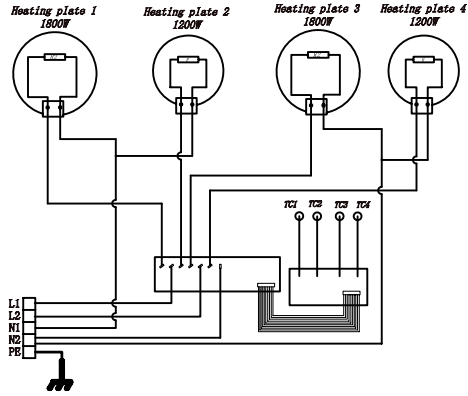 Heating plate 1
1800W
Heating plate 2
1200W
Heating plate 3
1800W
Heating plate 4
1200W
TC1 TC2 TC3 TC4
L1
L2
N1
N2
PE